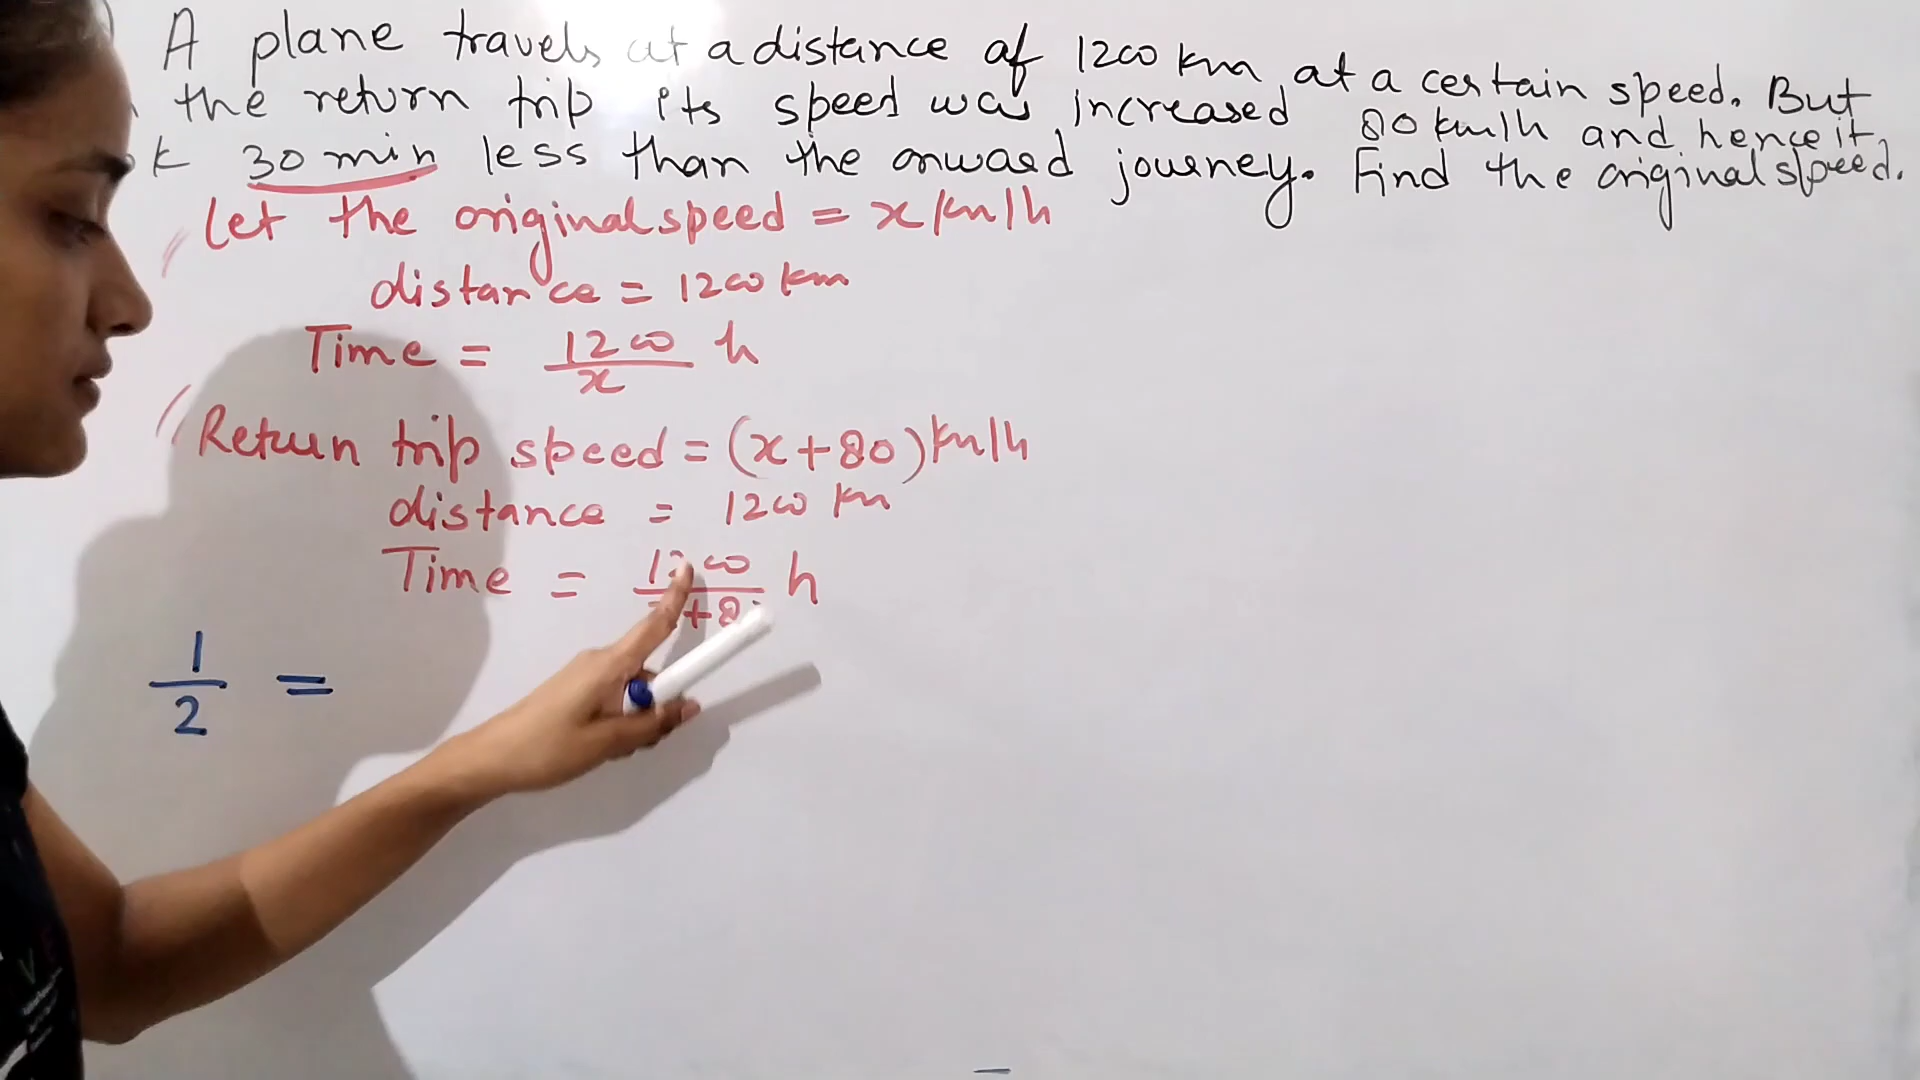 A plane travels at a distance of 1200 km at a certain speed. But
the return trip its speed was increased 80 km/h and hence it
k 30 min less than the onward journey. Find the original speed.
Let the original speed = x km/h
distance = 1200 km
Time = 1200/x h
Return trip speed = (x+80) km/h
distance = 1200 km
Time = 1200/x+80 h
1/2 =